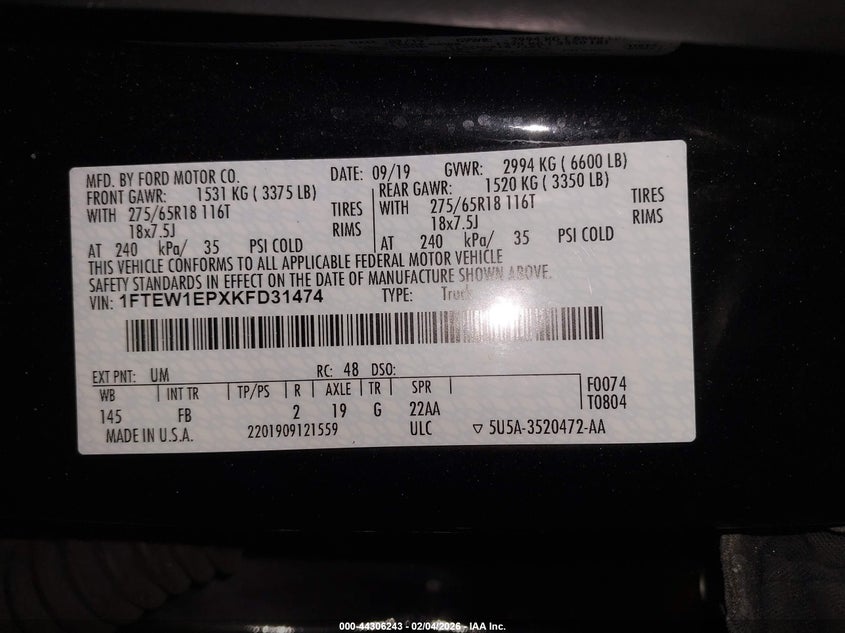 MFD. BY FORD MOTOR CO. DATE: 09/19 GVWR: 2994 KG ( 6600 LB)
FRONT GAWR: 1531 KG ( 3375 LB) REAR GAWR: 1520 KG ( 3350 LB)
WITH 275/65R18 116T TIRES WITH 275/65R18 116T TIRES
18x7.5J RIMS 18x7.5J RIMS
AT 240 kPa/ 35 PSI COLD AT 240 kPa/ 35 PSI COLD
THIS VEHICLE CONFORMS TO ALL APPLICABLE FEDERAL MOTOR VEHICLE
SAFETY STANDARDS IN EFFECT ON THE DATE OF MANUFACTURE SHOWN ABOVE.
VIN: 1FTEW1EPXKFD31474 TYPE: Truck
EXT PNT: UM RC: 48 DSO:
WB INT TR TP/PS R AXLE TR SPR F0074
145 FB 2 19 G 22AA T0804
MADE IN U.S.A. 2201909121559 ULC ▽ 5U5A-3520472-AA
000-44306243 - 02/04/2026 - IAA Inc.